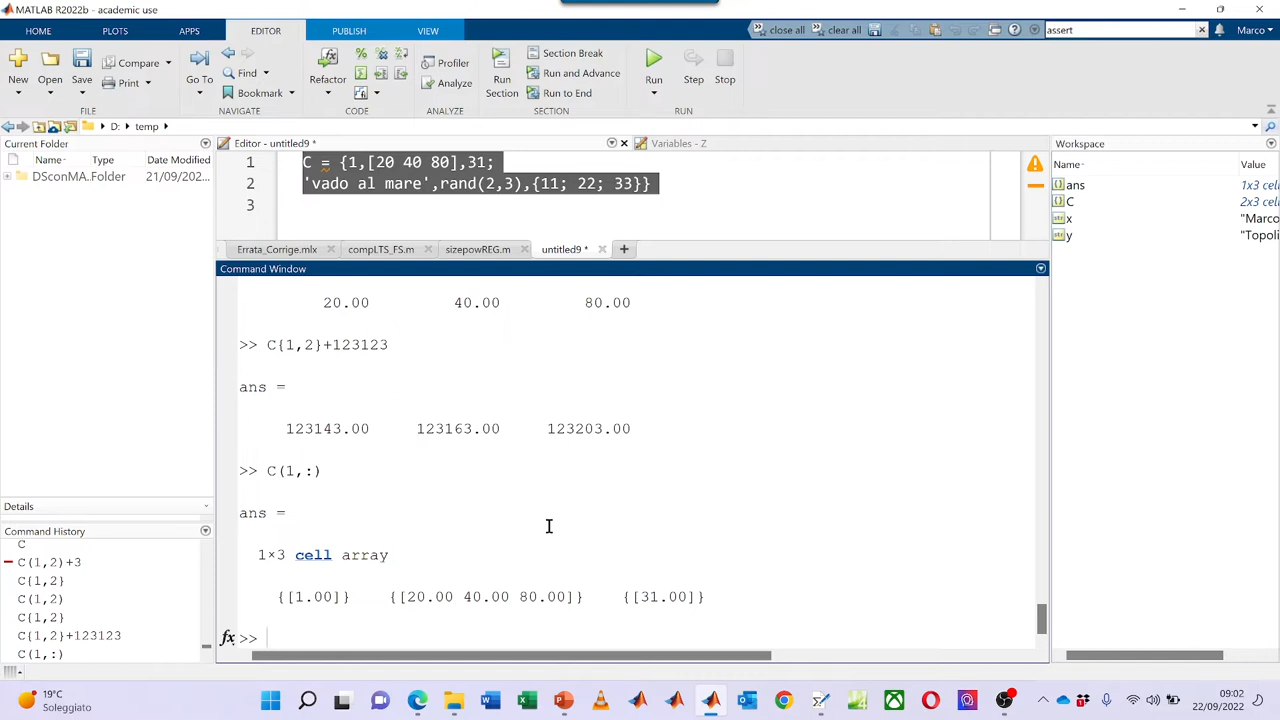 MATLAB R2022b - academic use
HOME PLOTS APPS EDITOR PUBLISH VIEW close all clear all assert Marco
New Open Save Compare Print Go To Find Bookmark Refactor Profiler Analyze Run Section Section Break Run and Advance Run to End Run Step Stop
FILE NAVIGATE CODE ANALYZE SECTION RUN
D: temp
Current Folder
Name Type Date Modified
DSconMA... Folder 21/09/202...
Details
Command History
C
C(1,2)+3
C{1,2}
C(1,2)
C{1,2}
C{1,2}+123123
C(1,:)
Editor - untitled9 * Variables - Z
1 C = {1,[20 40 80],31;
2 'vado al mare',rand(2,3),{11; 22; 33}}
3
Errata_Corrige.mlx compLTS_FS.m sizepowREG.m untitled9 *
Command Window
20.00 40.00 80.00
>> C{1,2}+123123
ans =
123143.00 123163.00 123203.00
>> C(1,:)
ans =
1×3 cell array
{[1.00]} {[20.00 40.00 80.00]} {[31.00]}
fx >>
Workspace
Name Value
ans 1x3 cell
C 2x3 cell
x "Marco
y "Topoli
19°C
Soleggiato
09:02
22/09/2022